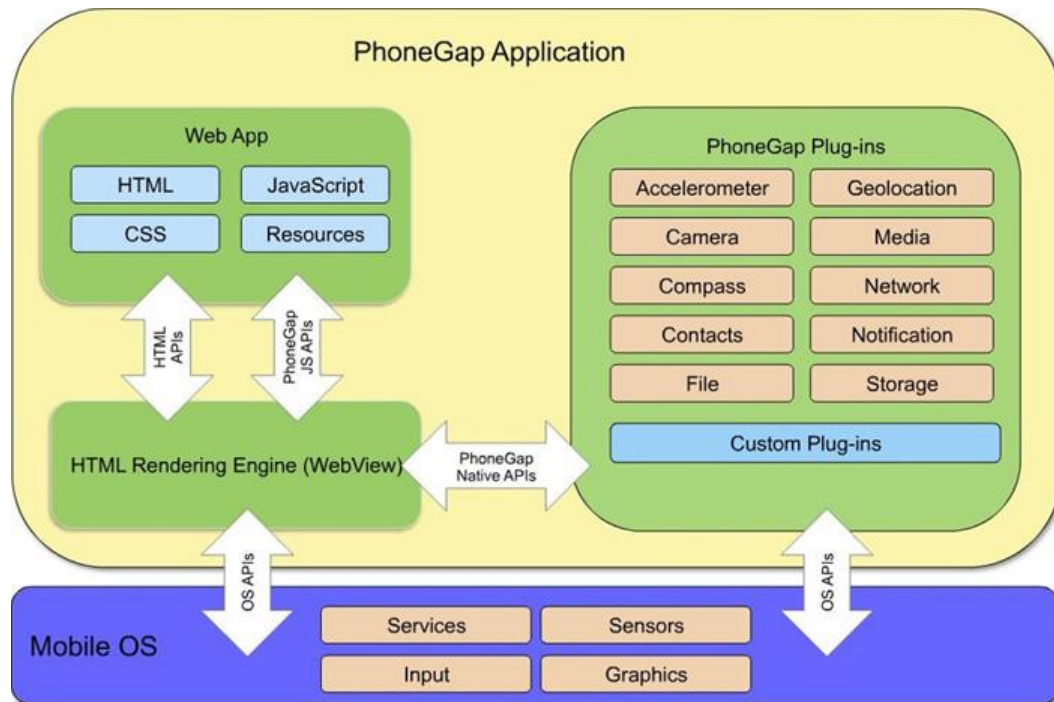 PhoneGap Application
Web App
HTML
JavaScript
CSS
Resources
HTML
APIs
PhoneGap
JS APIs
HTML Rendering Engine (WebView)
PhoneGap
Native APIs
PhoneGap Plug-ins
Accelerometer
Geolocation
Camera
Media
Compass
Network
Contacts
Notification
File
Storage
Custom Plug-ins
OS APIs
OS APIs
Mobile OS
Services
Sensors
Input
Graphics